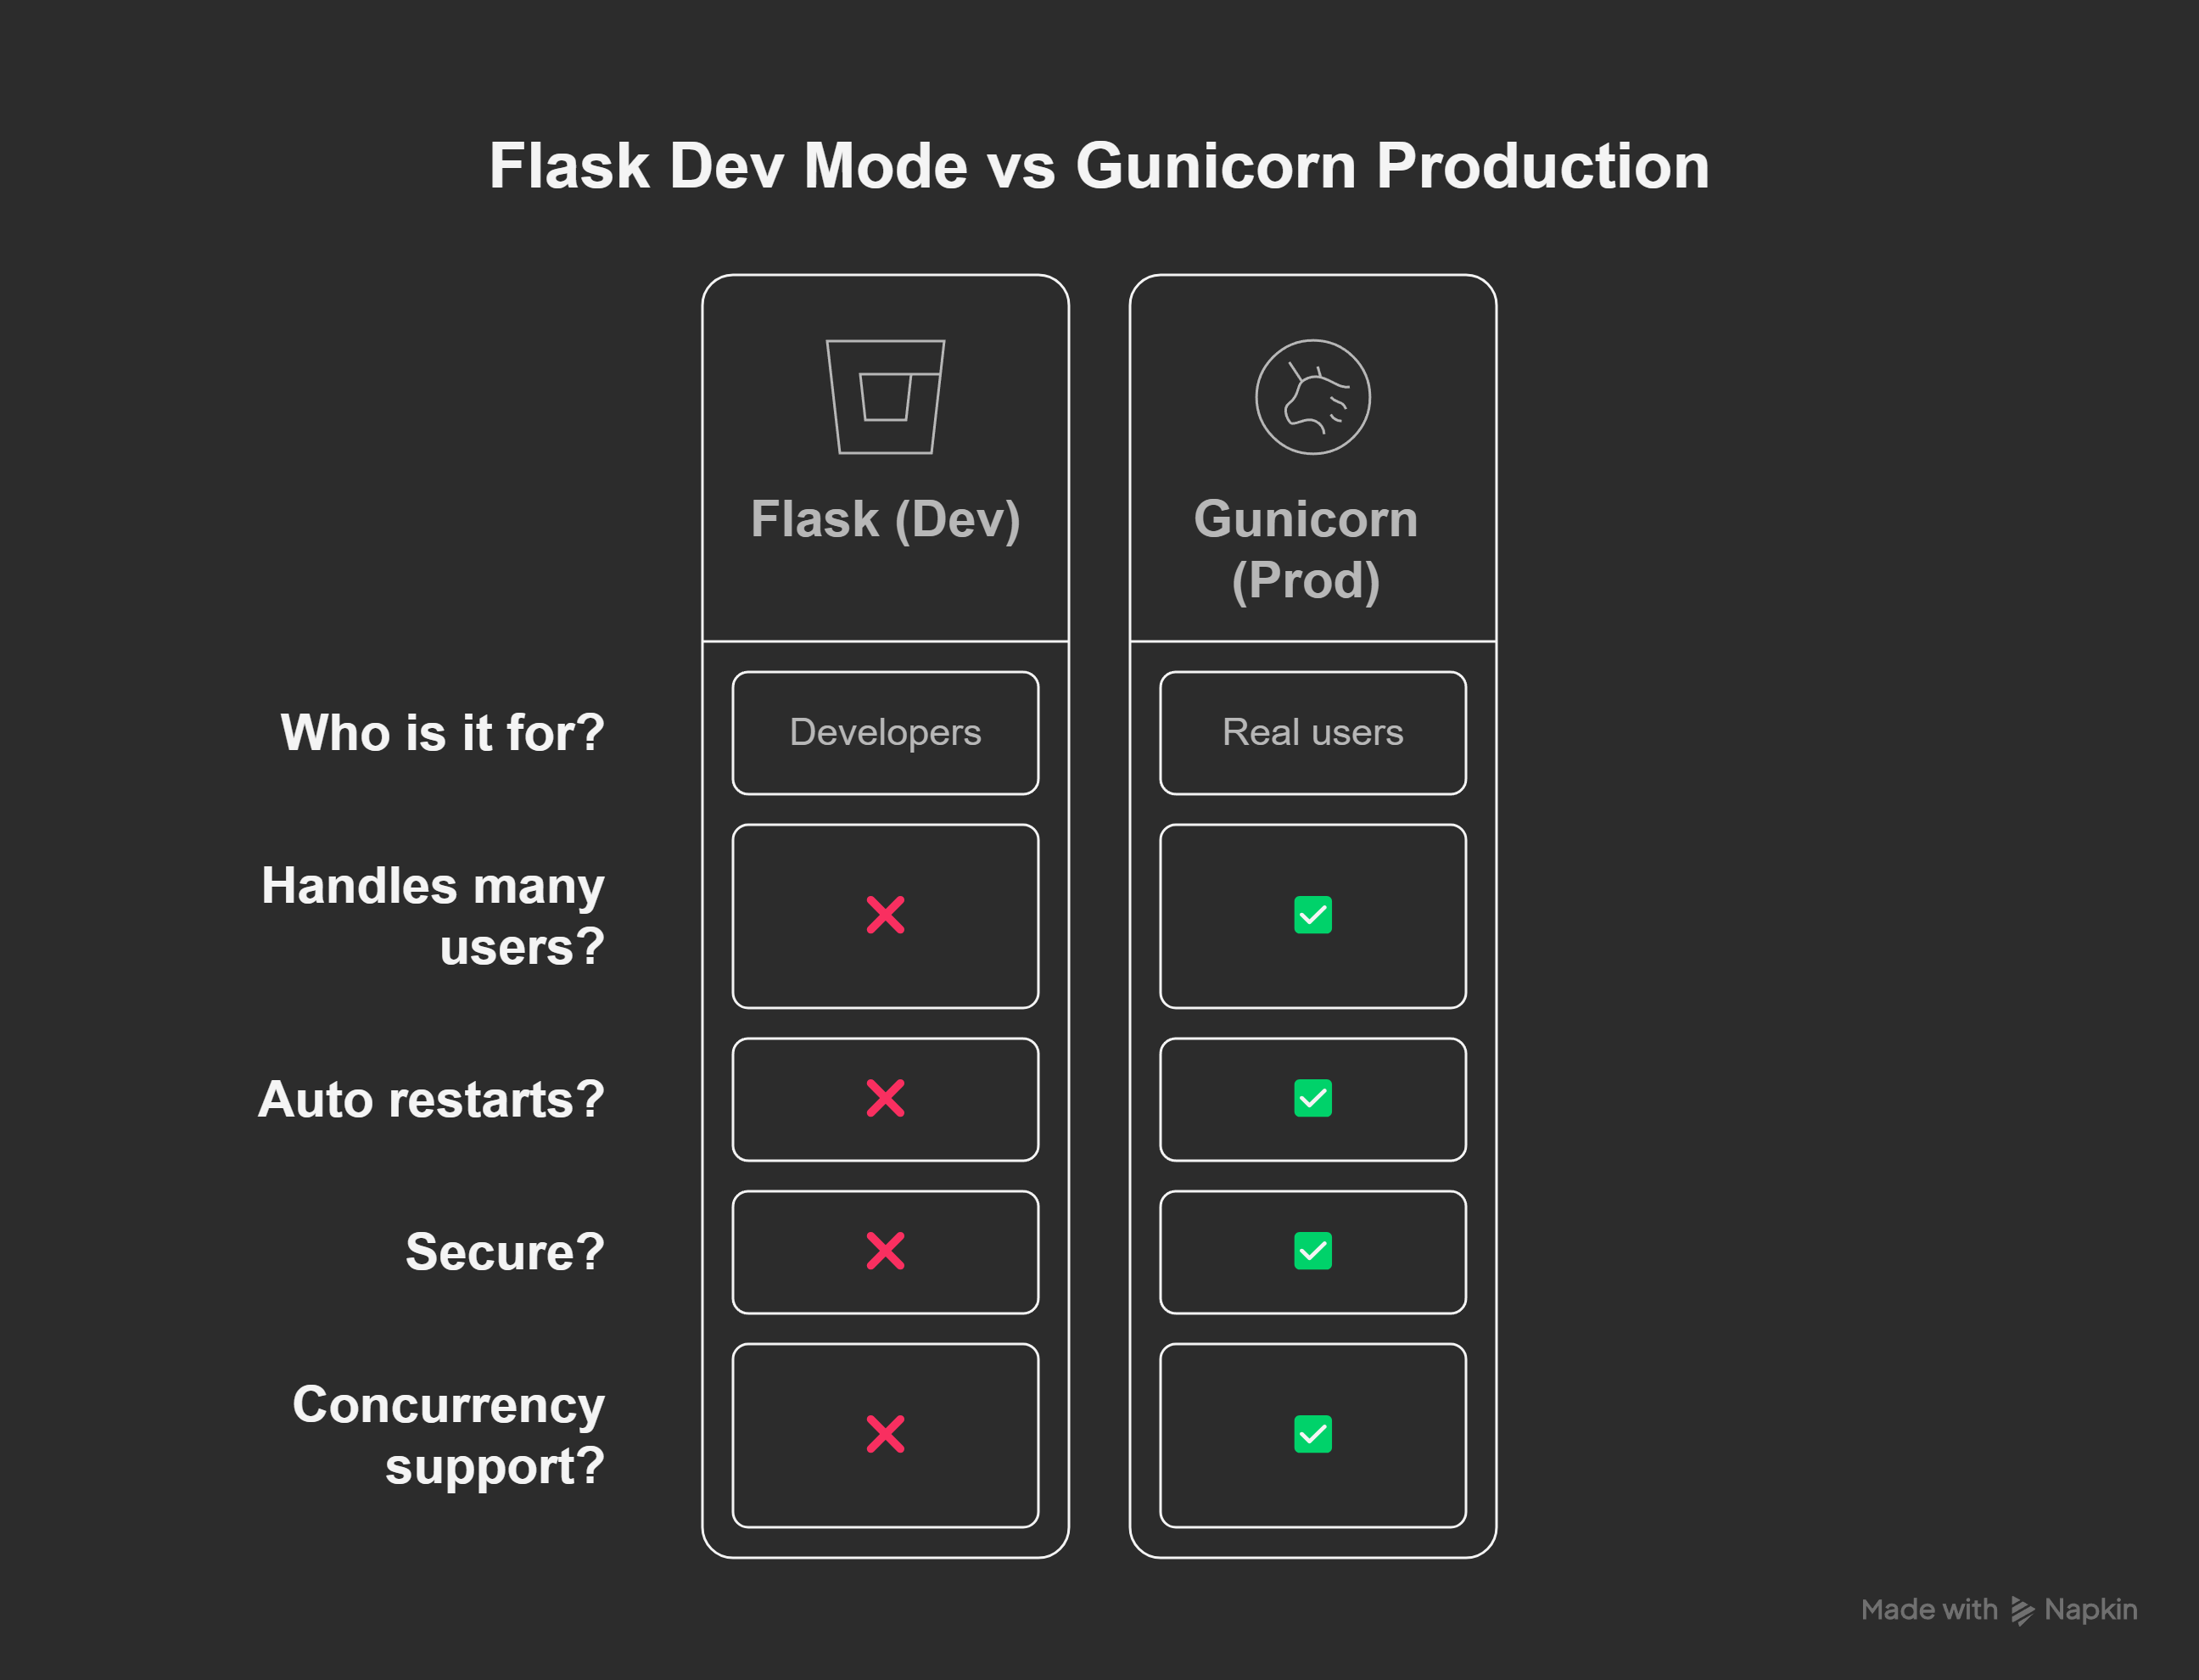 Flask Dev Mode vs Gunicorn Production
Flask (Dev)
Gunicorn
(Prod)
Who is it for?
Developers
Real users
Handles many
users?
Auto restarts?
Secure?
Concurrency
support?
Made with Napkin